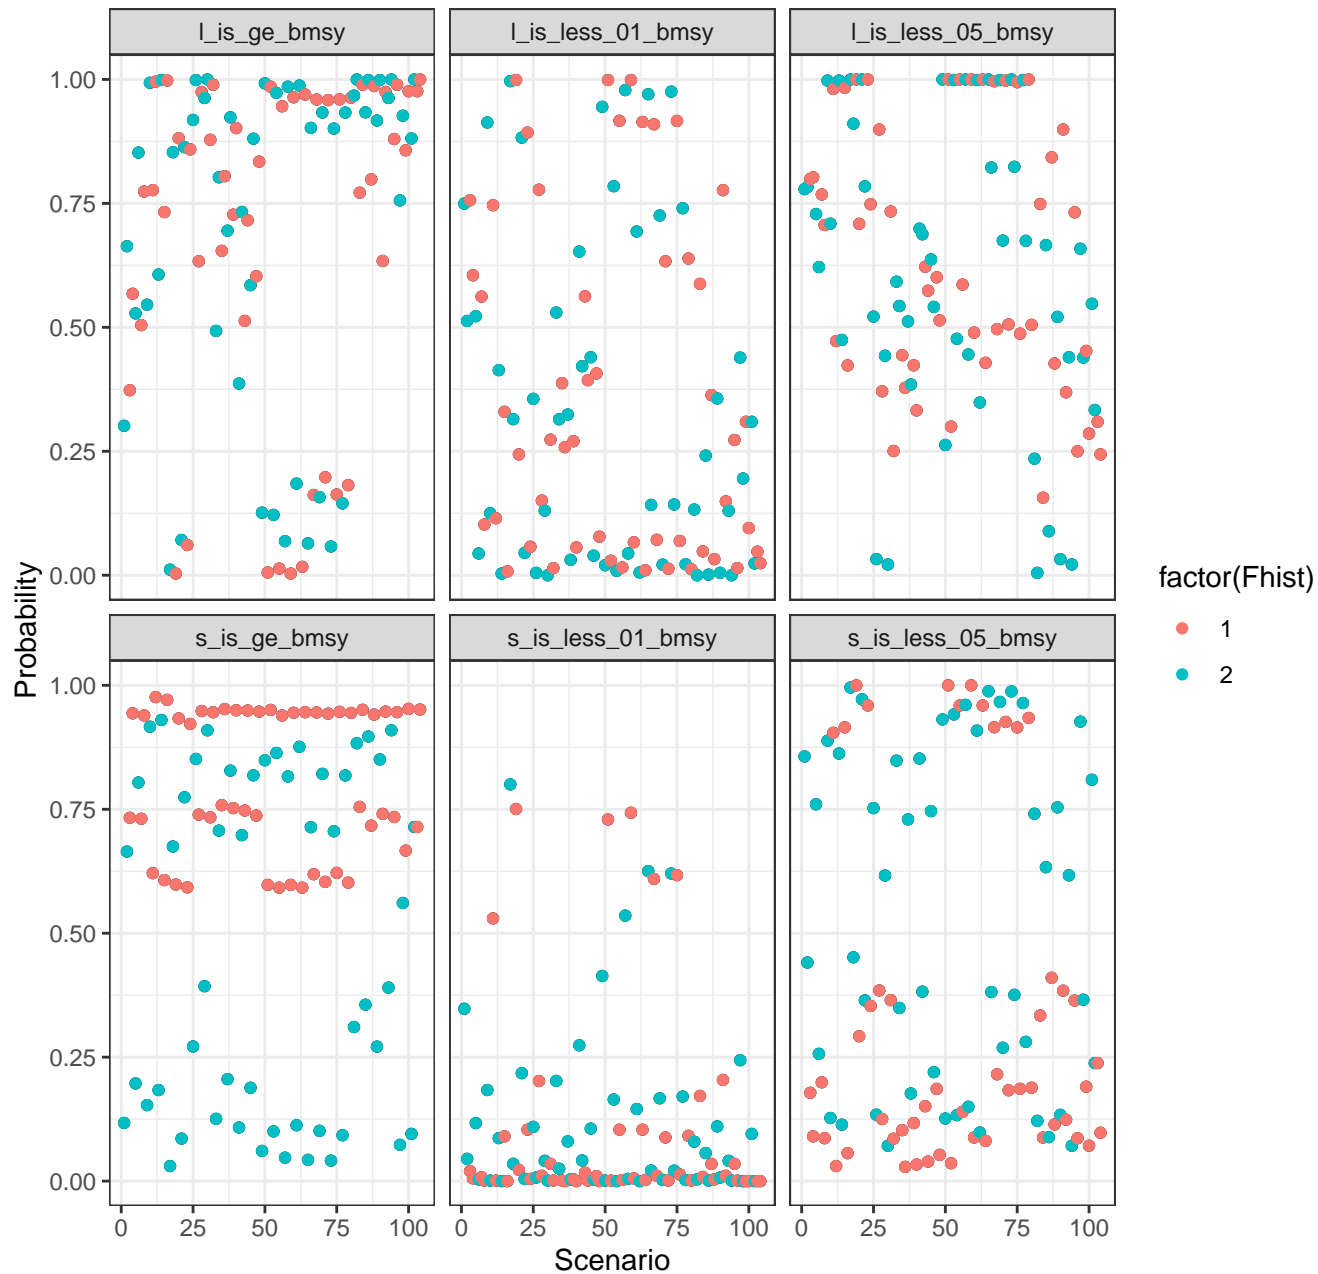 l_is_ge_bmsy
l_is_less_01_bmsy
l_is_less_05_bmsy
1.00
0.75
0.50
0.25
0.00
s_is_ge_bmsy
s_is_less_01_bmsy
s_is_less_05_bmsy
1.00
0.75
0.50
0.25
0.00
0 25 50 75 100
0 25 50 75 100
0 25 50 75 100
Scenario
Probability
factor(Fhist)
1
2